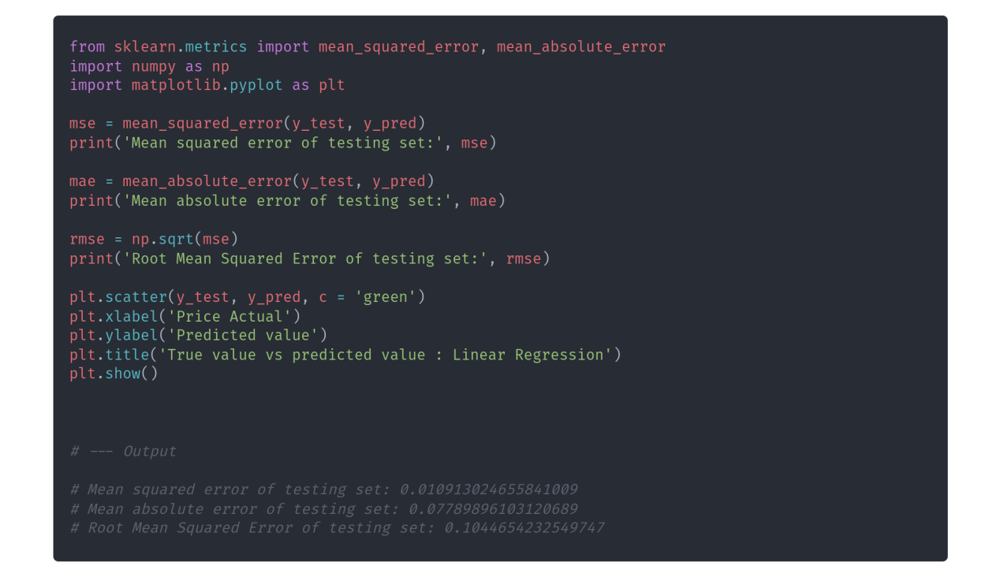 from sklearn.metrics import mean_squared_error, mean_absolute_error
import numpy as np
import matplotlib.pyplot as plt
mse = mean_squared_error(y_test, y_pred)
print('Mean squared error of testing set:', mse)
mae = mean_absolute_error(y_test, y_pred)
print('Mean absolute error of testing set:', mae)
rmse = np.sqrt(mse)
print('Root Mean Squared Error of testing set:', rmse)
plt.scatter(y_test, y_pred, c = 'green')
plt.xlabel('Price Actual')
plt.ylabel('Predicted value')
plt.title('True value vs predicted value : Linear Regression')
plt.show()
# --- Output
# Mean squared error of testing set: 0.010913024655841009
# Mean absolute error of testing set: 0.07789896103120689
# Root Mean Squared Error of testing set: 0.1044654232549747